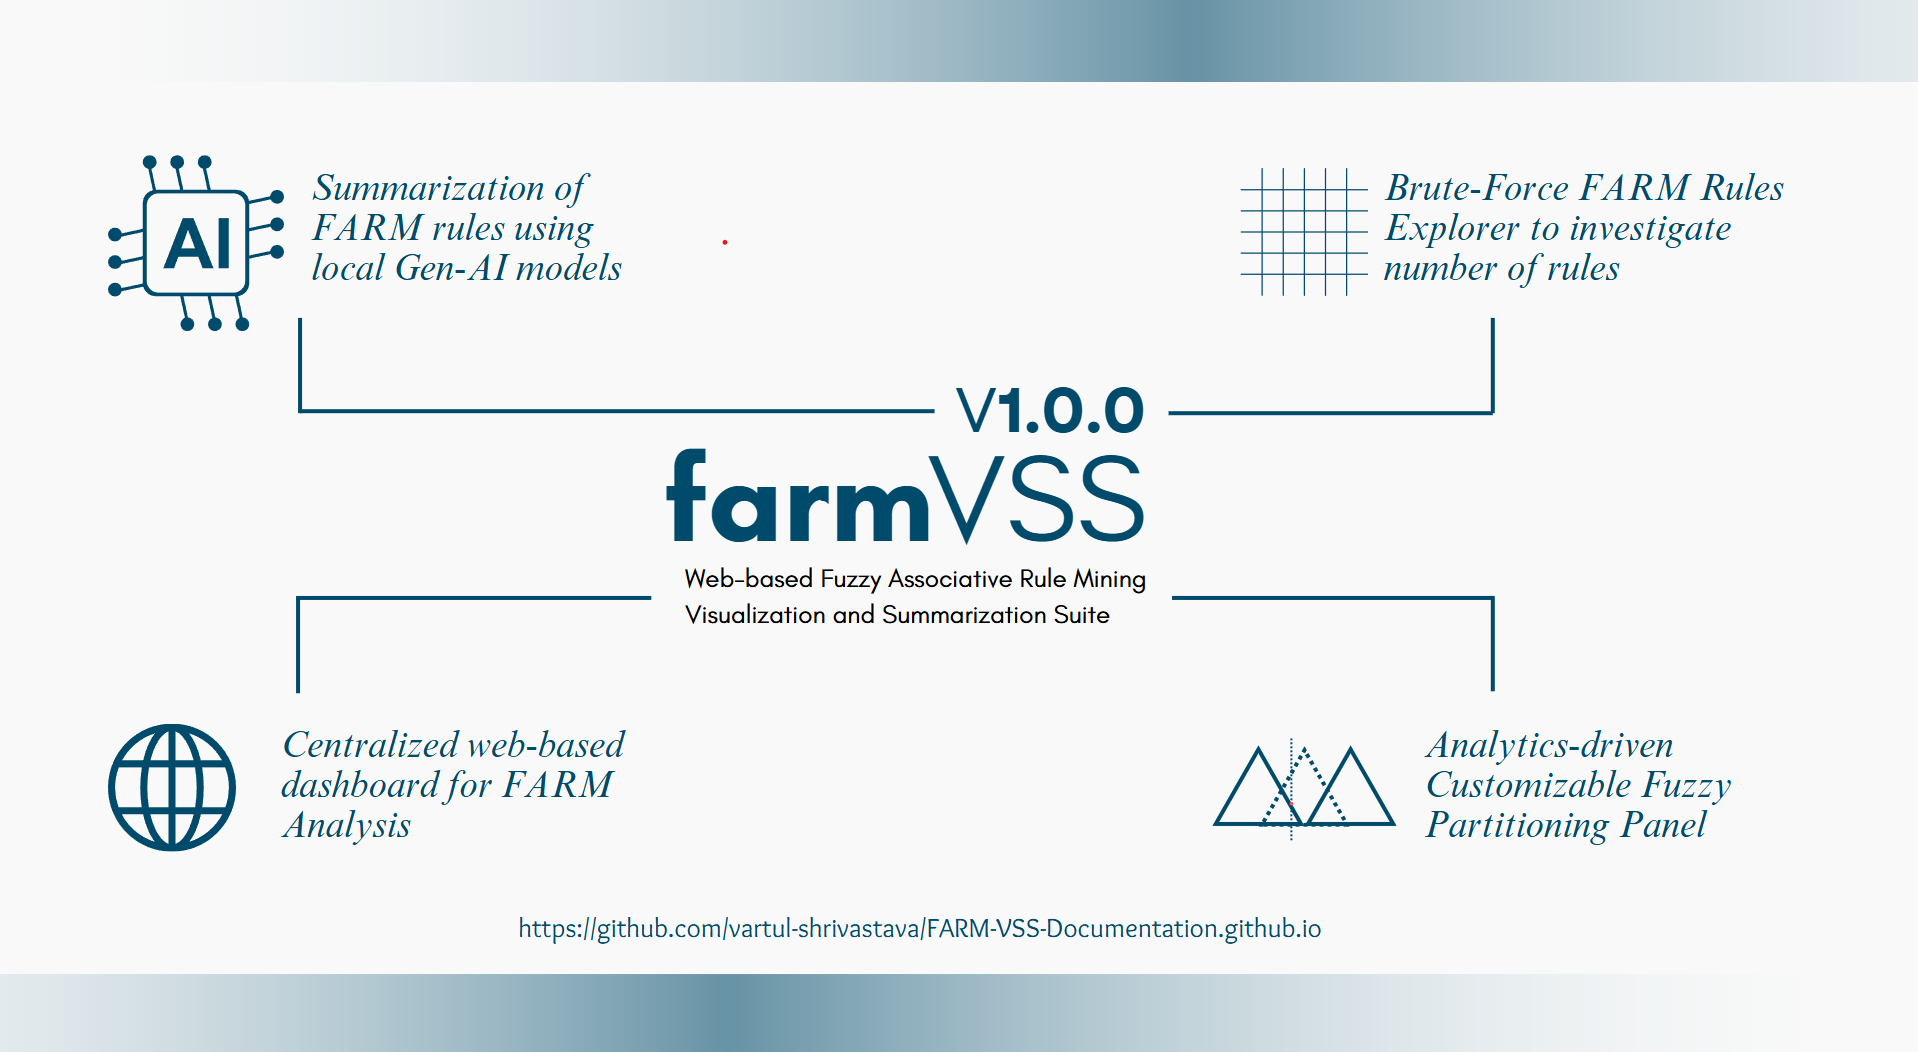 AI
Summarization of
FARM rules using
local Gen-AI models
Brute-Force FARM Rules
Explorer to investigate
number of rules
V1.0.0
farmVSS
Web-based Fuzzy Associative Rule Mining
Visualization and Summarization Suite
Centralized web-based
dashboard for FARM
Analysis
Analytics-driven
Customizable Fuzzy
Partitioning Panel
https://github.com/vartul-shrivastava/FARM-VSS-Documentation.github.io